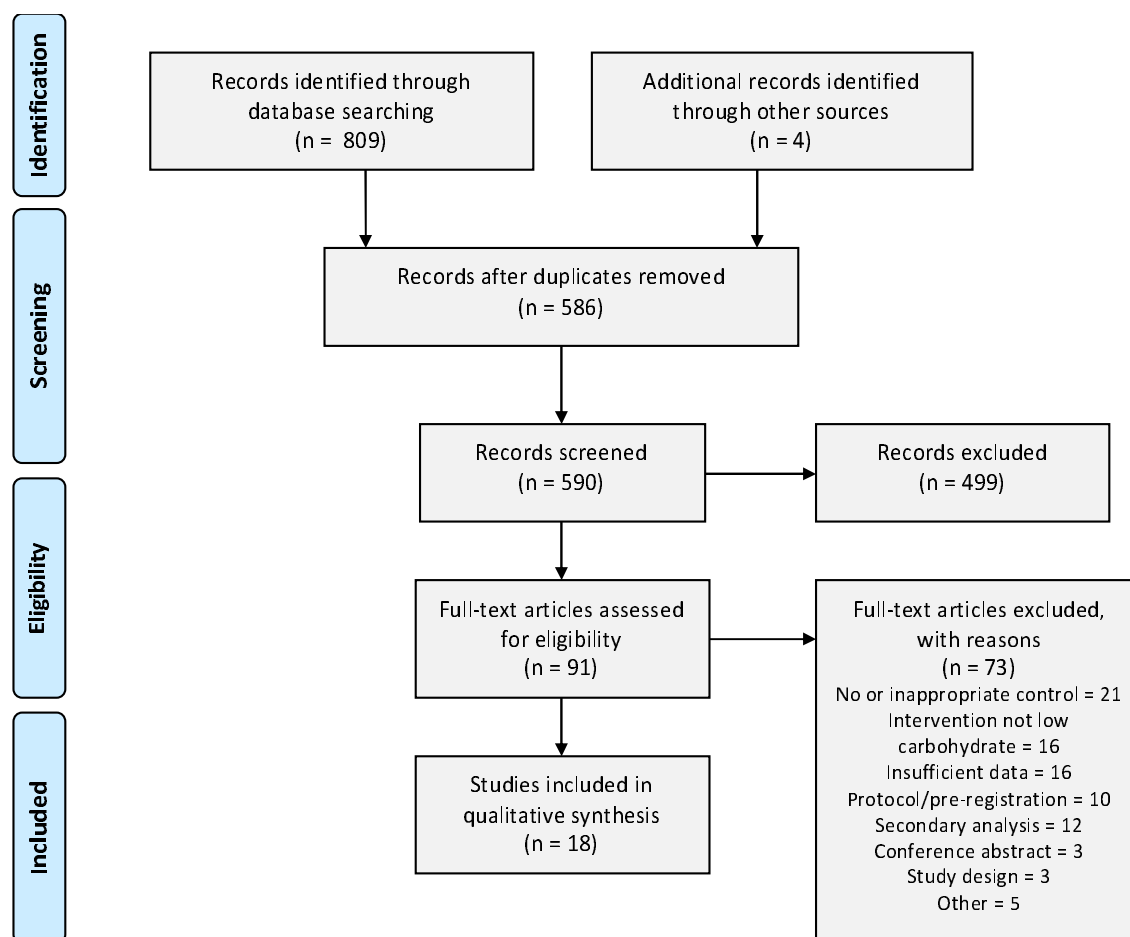 Identification
Records identified through
database searching
(n = 809)
Additional records identified
through other sources
(n = 4)
Screening
Records after duplicates removed
(n = 586)
Records screened
(n = 590)
Records excluded
(n = 499)
Eligibility
Full-text articles assessed
for eligibility
(n = 91)
Full-text articles excluded,
with reasons
(n = 73)
No or inappropriate control = 21
Intervention not low
carbohydrate = 16
Insufficient data = 16
Protocol/pre-registration = 10
Secondary analysis = 12
Conference abstract = 3
Study design = 3
Other = 5
Included
Studies included in
qualitative synthesis
(n = 18)